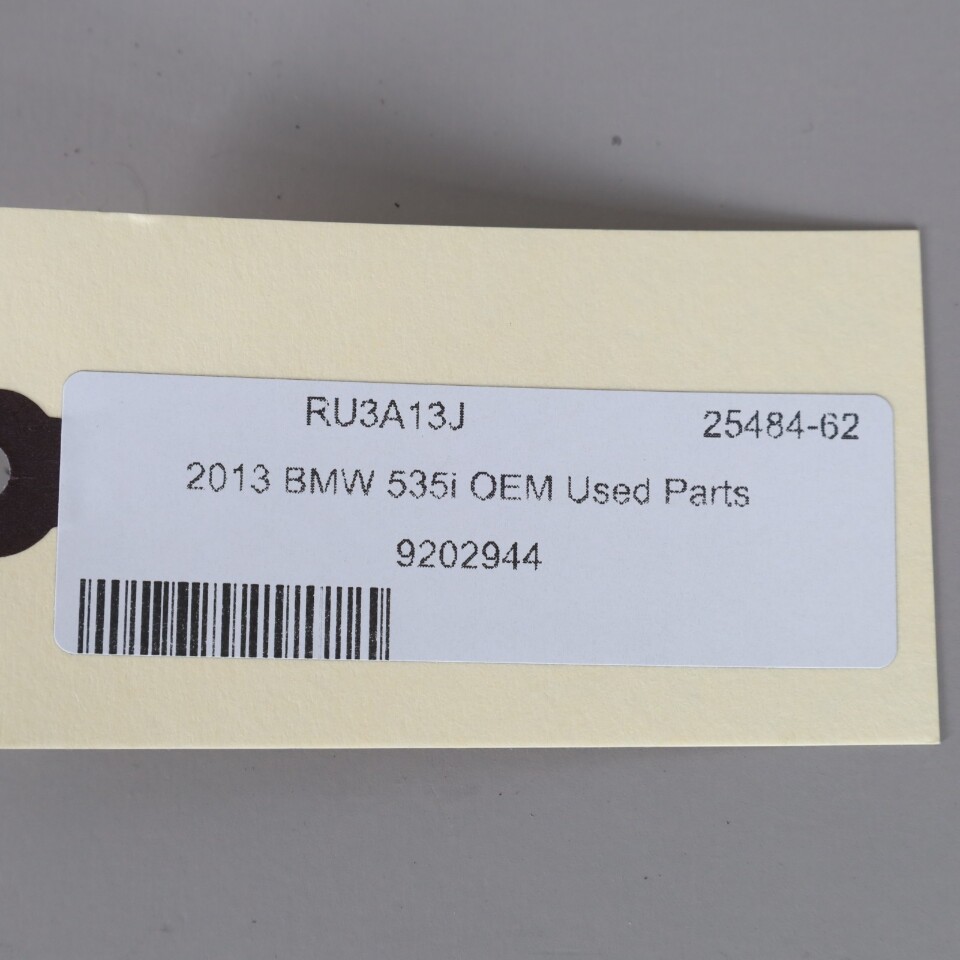 RU3A13J 25484-62
2013 BMW 535i OEM Used Parts
9202944